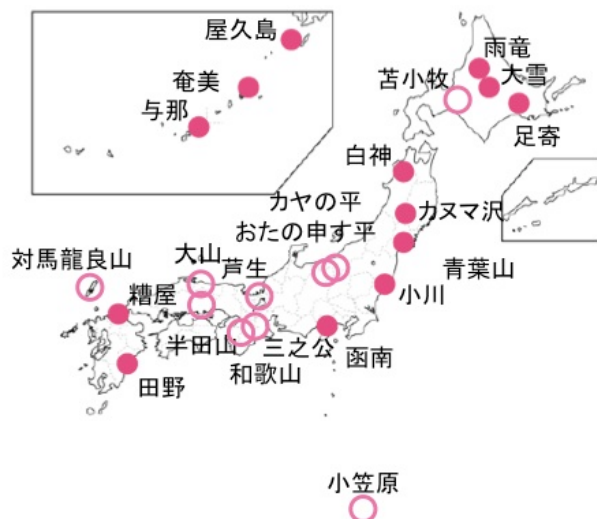 屋久島
奄美
与那
雨竜
苫小牧
大雪
足寄
白神
カヤの平
カヌマ沢
おたの申す平
青葉山
対馬龍良山
大山
芦生
小川
糟屋
半田山
三之公
函南
和歌山
田野
小笠原